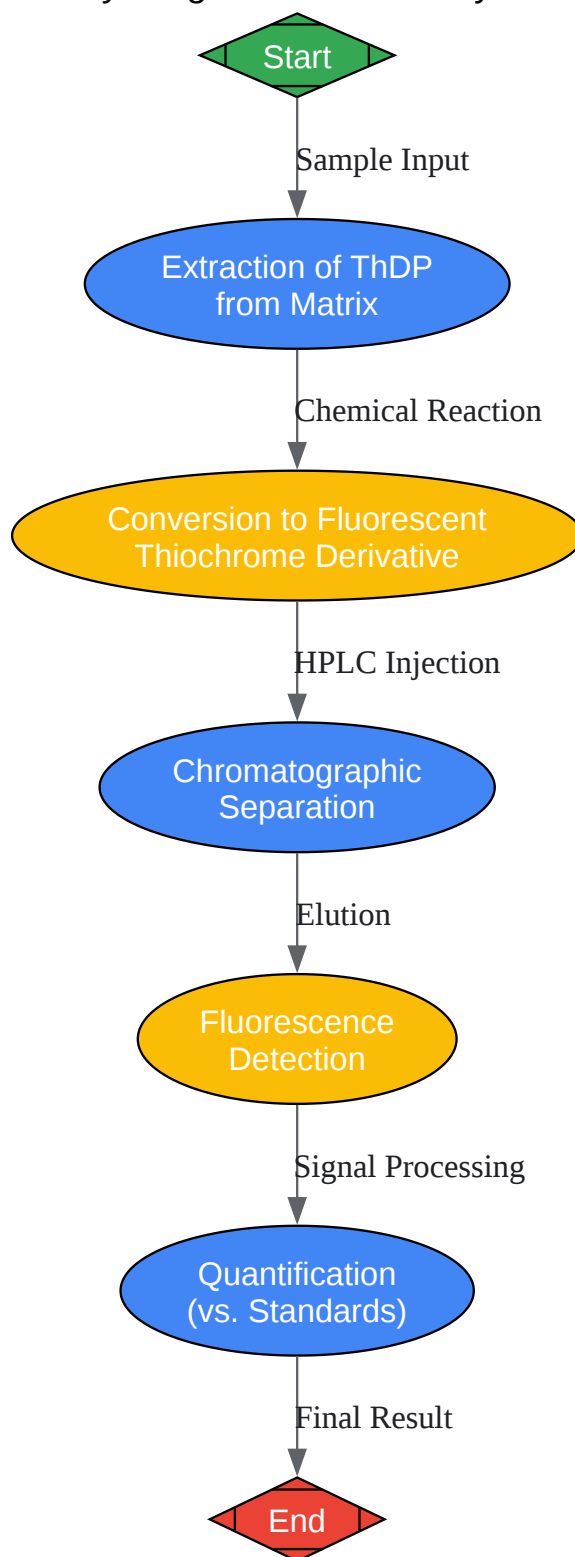 Start
Sample Input
Extraction of ThDP
from Matrix
Chemical Reaction
Conversion to Fluorescent
Thiochrome Derivative
HPLC Injection
Chromatographic
Separation
Elution
Fluorescence
Detection
Signal Processing
Quantification
(vs. Standards)
Final Result
End